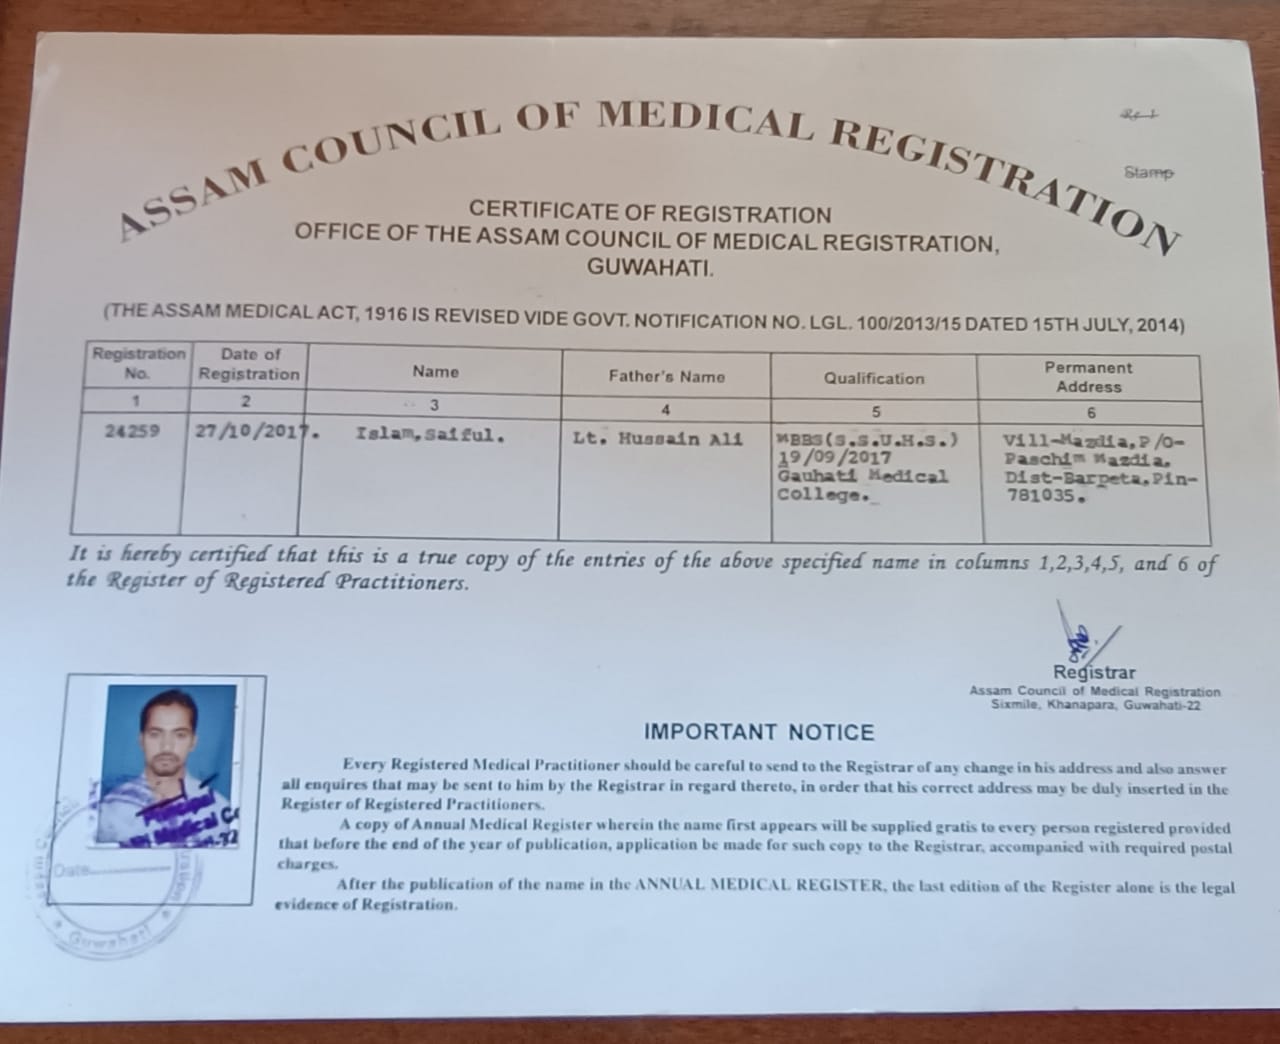 ASSAM COUNCIL OF MEDICAL REGISTRATION
Stamp
CERTIFICATE OF REGISTRATION
OFFICE OF THE ASSAM COUNCIL OF MEDICAL REGISTRATION,
GUWAHATI.
(THE ASSAM MEDICAL ACT, 1916 IS REVISED VIDE GOVT. NOTIFICATION NO. LGL. 100/2013/15 DATED 15TH JULY, 2014)
Registration No. Date of Registration Name Father's Name Qualification Permanent Address
1 2 3 4 5 6
24259 27/10/2017. Islam,Saiful. Lt. Hussain Ali MBBS(S.S.U.H.S.) Vill-Mazdia,P/O-
19/09/2017 Paschim Mazdia,
Gauhati Medical Dist-Barpeta,Pin-
College. 781035.
It is hereby certified that this is a true copy of the entries of the above specified name in columns 1,2,3,4,5, and 6 of
the Register of Registered Practitioners.
Registrar
Assam Council of Medical Registration
Sixmile, Khanapara, Guwahati-22
IMPORTANT NOTICE
Every Registered Medical Practitioner should be careful to send to the Registrar of any change in his address and also answer
all enquires that may be sent to him by the Registrar in regard thereto, in order that his correct address may be duly inserted in the
Register of Registered Practitioners.
A copy of Annual Medical Register wherein the name first appears will be supplied gratis to every person registered provided
that before the end of the year of publication, application be made for such copy to the Registrar, accompanied with required postal
charges.
After the publication of the name in the ANNUAL MEDICAL REGISTER, the last edition of the Register alone is the legal
evidence of Registration.
Principal
Medical
Date
Guwahati